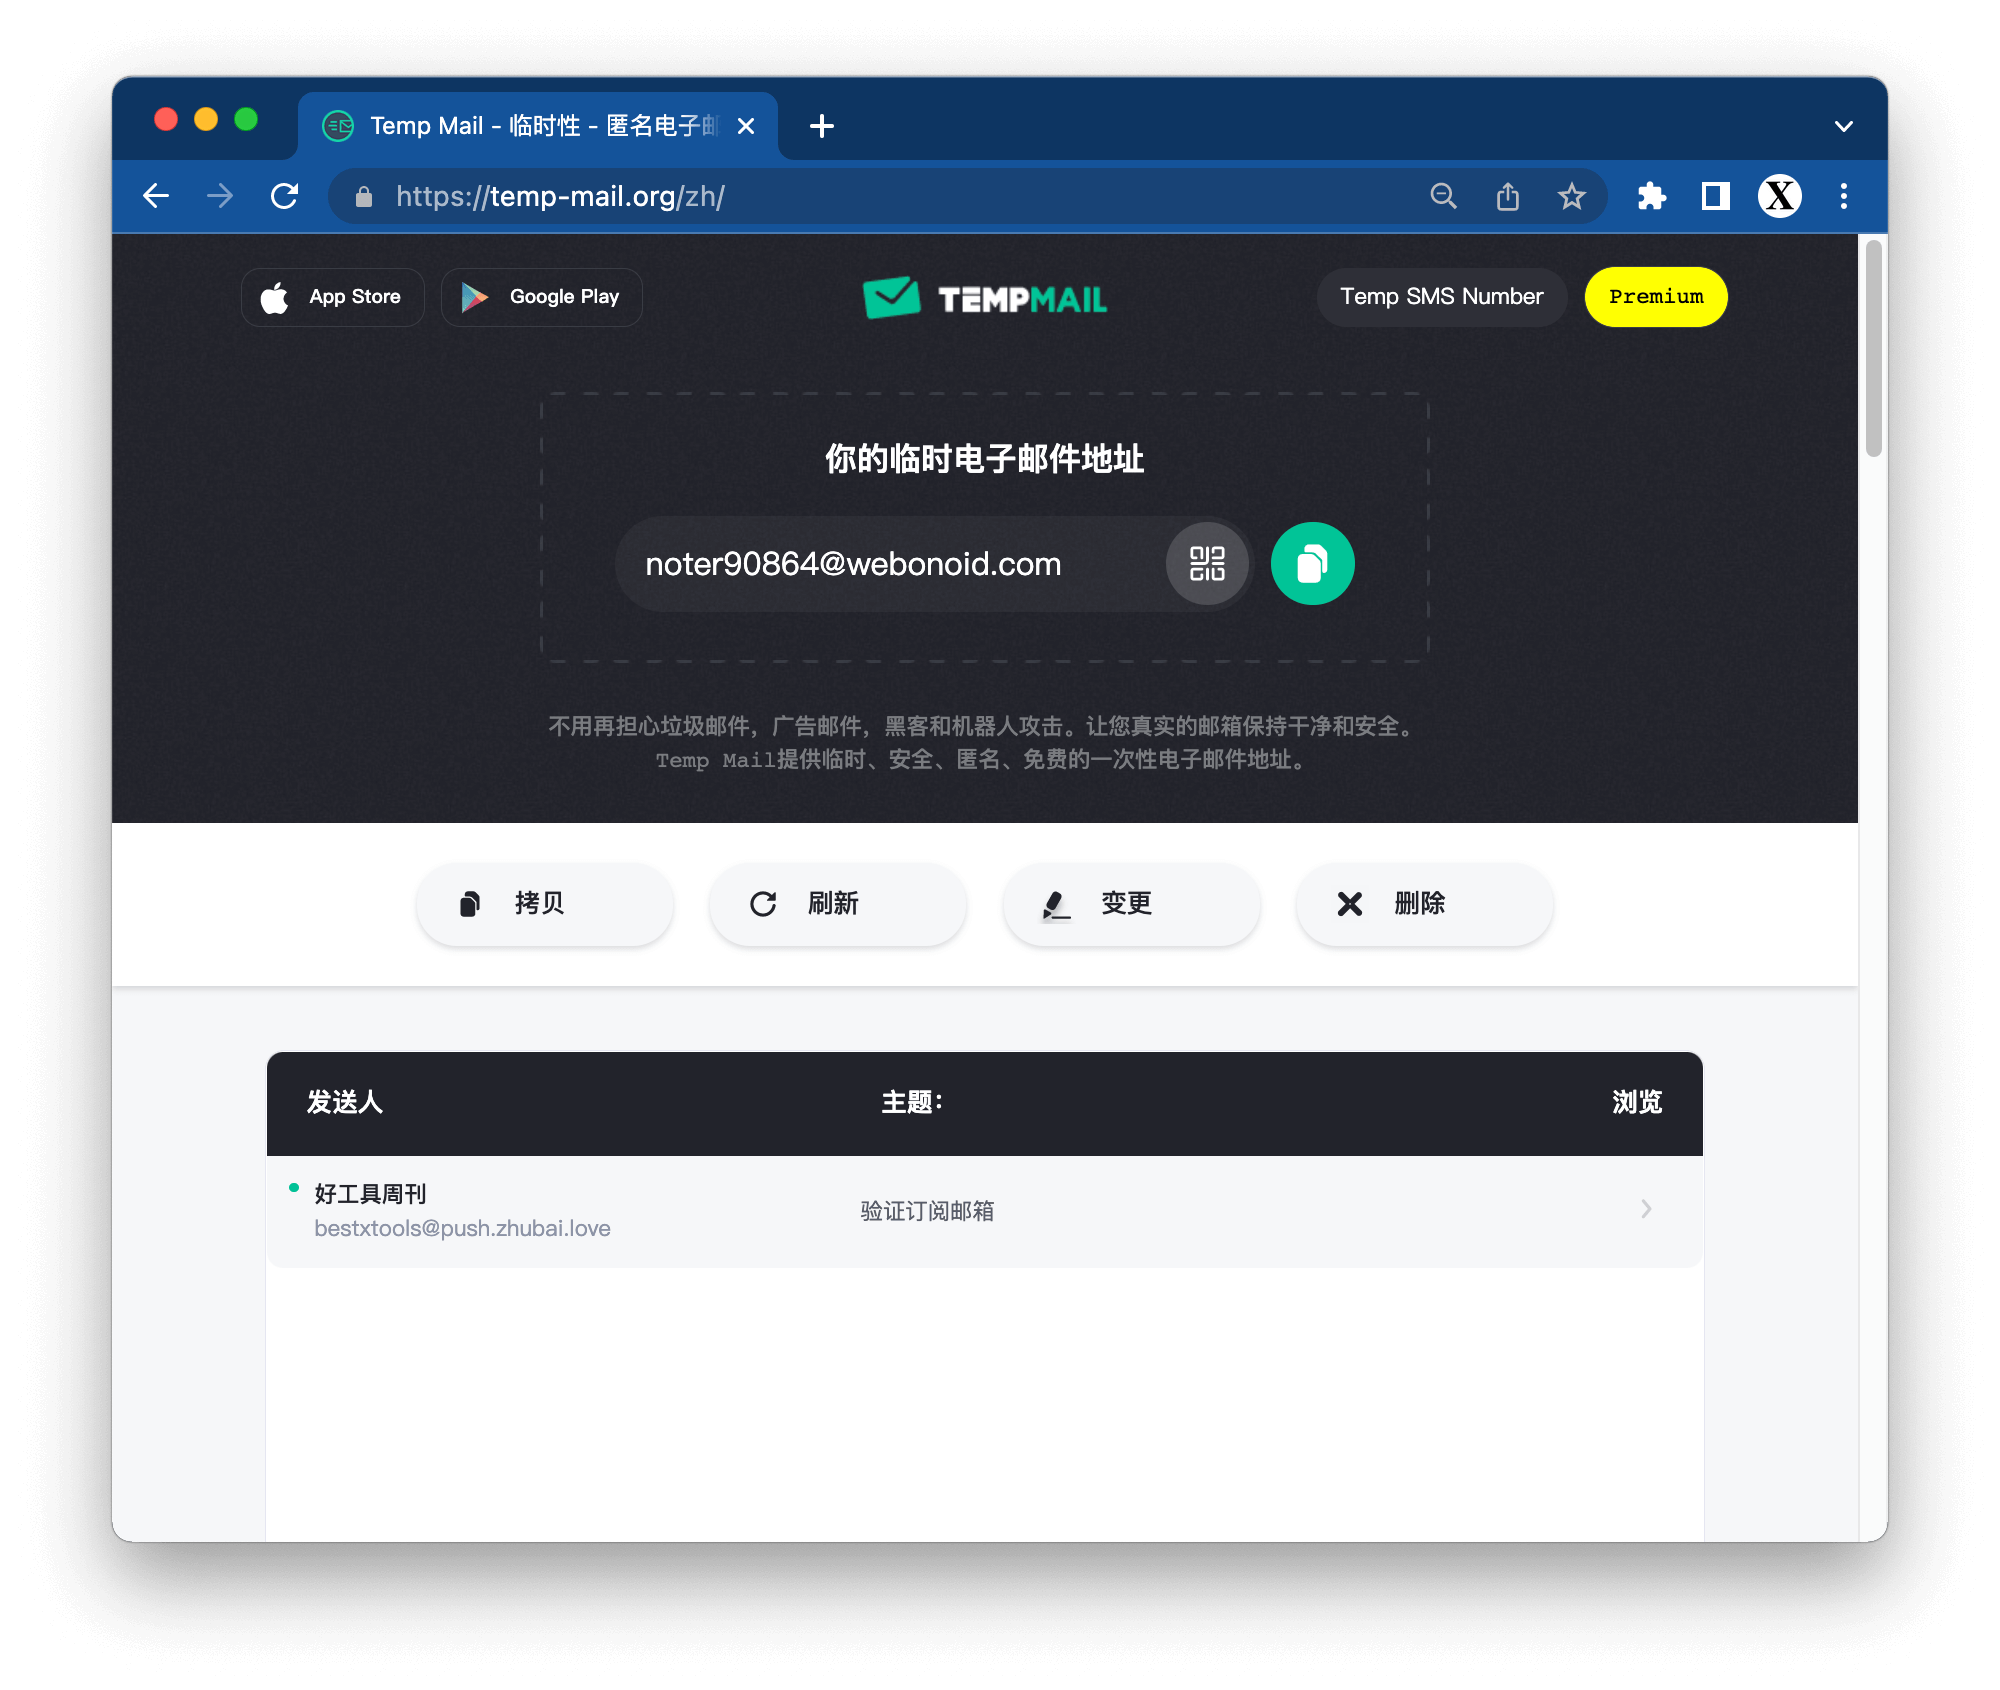 Temp Mail - 临时性 - 匿名电子邮
https://temp-mail.org/zh/
App Store
Google Play
TEMPMAIL
Temp SMS Number
Premium
你的临时电子邮件地址
noter90864@webonoid.com
不用再担心垃圾邮件，广告邮件，黑客和机器人攻击。让您真实的邮箱保持干净和安全。
Temp Mail提供临时、安全、匿名、免费的一次性电子邮件地址。
拷贝
刷新
变更
删除
发送人
主题：
浏览
好工具周刊
bestxtools@push.zhubai.love
验证订阅邮箱
X